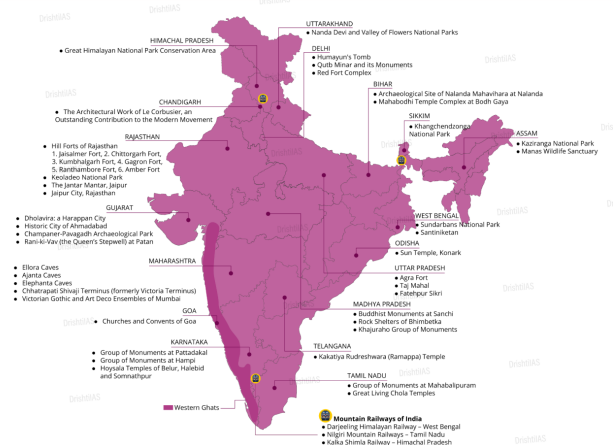 UTTARAKHAND
● Nanda Devi and Valley of Flowers National Parks
HIMACHAL PRADESH
● Great Himalayan National Park Conservation Area
DELHI
● Humayun's Tomb
● Qutb Minar and its Monuments
● Red Fort Complex
BIHAR
● Archaeological Site of Nalanda Mahavihara at Nalanda
● Mahabodhi Temple Complex at Bodh Gaya
CHANDIGARH
● The Architectural Work of Le Corbusier, an
Outstanding Contribution to the Modern Movement
SIKKIM
● Khangchendzonga
National Park
ASSAM
● Kaziranga National Park
● Manas Wildlife Sanctuary
RAJASTHAN
● Hill Forts of Rajasthan
1. Jaisalmer Fort, 2. Chittorgarh Fort,
3. Kumbhalgarh Fort, 4. Gagron Fort,
5. Ranthambore Fort, 6. Amber Fort
● Keoladeo National Park
● The Jantar Mantar, Jaipur
● Jaipur City, Rajasthan
GUJARAT
● Dholavira: a Harappan City
● Historic City of Ahmadabad
● Champaner-Pavagadh Archaeological Park
● Rani-ki-Vav (the Queen's Stepwell) at Patan
WEST BENGAL
● Sundarbans National Park
● Santiniketan
ODISHA
● Sun Temple, Konark
MAHARASHTRA
● Ellora Caves
● Ajanta Caves
● Elephanta Caves
● Chhatrapati Shivaji Terminus (formerly Victoria Terminus)
● Victorian Gothic and Art Deco Ensembles of Mumbai
UTTAR PRADESH
● Agra Fort
● Taj Mahal
● Fatehpur Sikri
MADHYA PRADESH
● Buddhist Monuments at Sanchi
● Rock Shelters of Bhimbetka
● Khajuraho Group of Monuments
GOA
● Churches and Convents of Goa
KARNATAKA
● Group of Monuments at Pattadakal
● Group of Monuments at Hampi
● Hoysala Temples of Belur, Halebid
and Somnathpur
TELANGANA
● Kakatiya Rudreshwara (Ramappa) Temple
TAMIL NADU
● Group of Monuments at Mahabalipuram
● Great Living Chola Temples
Western Ghats
Mountain Railways of India
● Darjeeling Himalayan Railway – West Bengal
● Nilgiri Mountain Railways – Tamil Nadu
● Kalka Shimla Railway – Himachal Pradesh
DrishtiIAS
DrishtiIAS
DrishtiIAS
DrishtiIAS
DrishtiIAS
DrishtiIAS